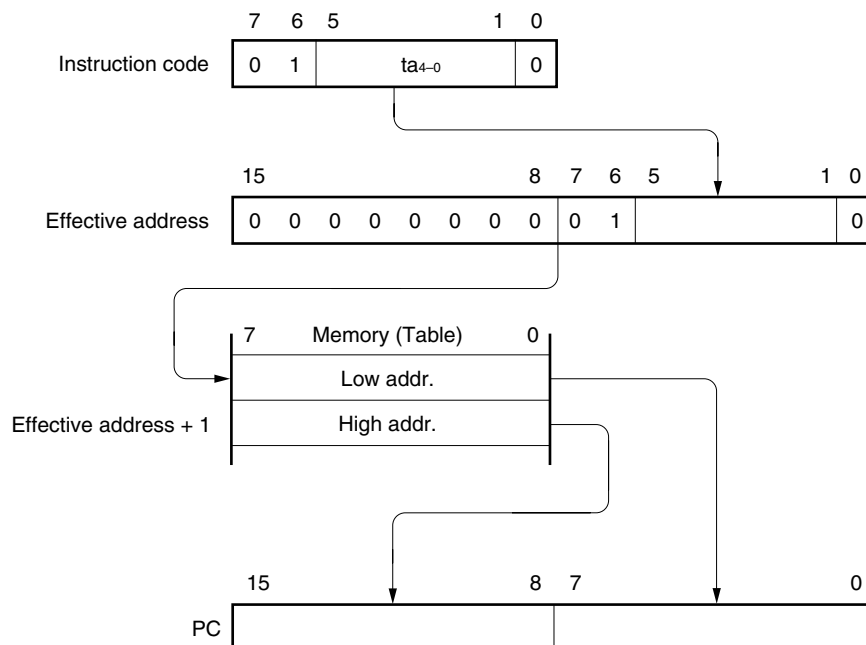 7 6 5 1 0
Instruction code 0 1 ta4–0 0
15 8 7 6 5 1 0
Effective address 0 0 0 0 0 0 0 0 0 1 0
7 Memory (Table) 0
Low addr.
Effective address + 1 High addr.
15 8 7 0
PC